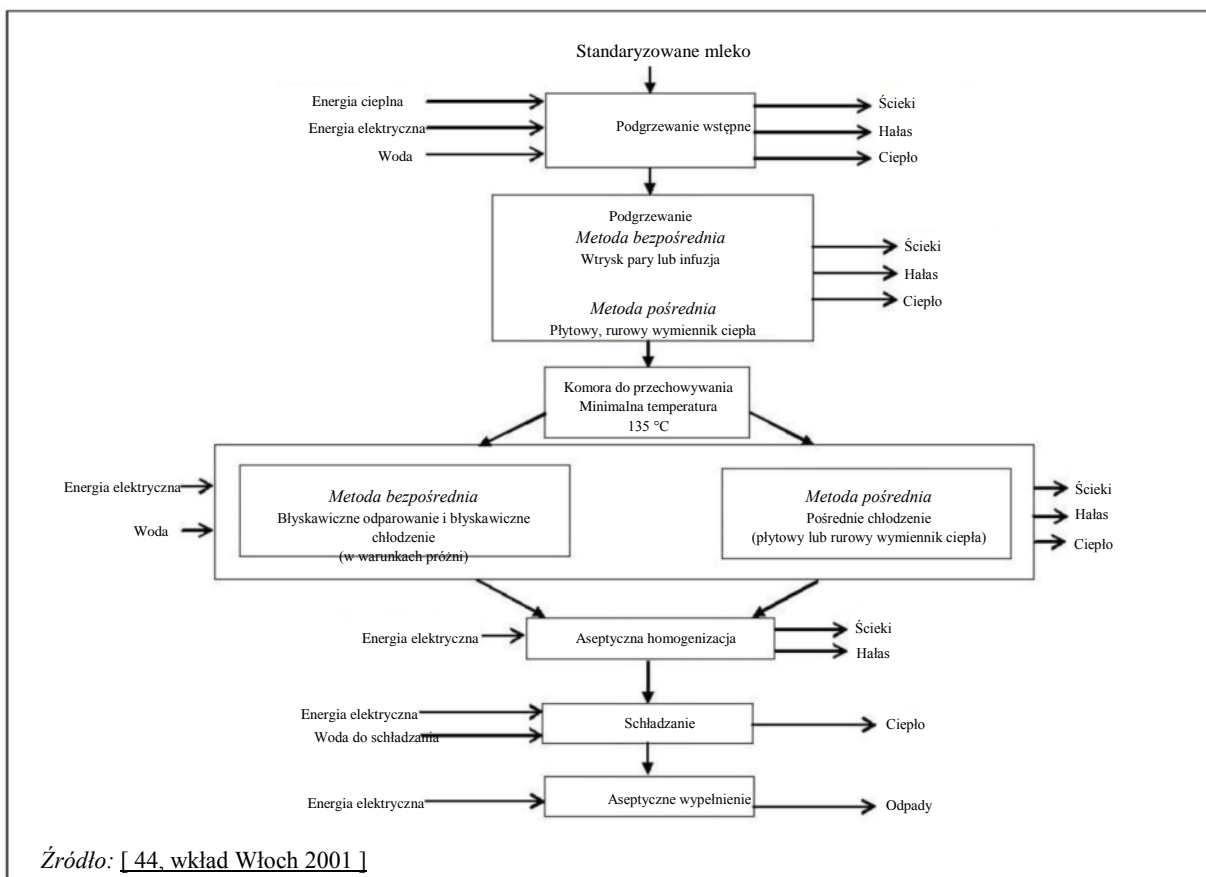 Standaryzowane mleko
Energia cieplna
Energia elektryczna
Woda
Podgrzewanie wstępne
Ścieki
Hałas
Ciepło
Podgrzewanie
Metoda bezpośrednia
Wtrysk pary lub infuzja
Metoda pośrednia
Płytowy, rurowy wymiennik ciepła
Ścieki
Hałas
Ciepło
Komora do przechowywania
Minimalna temperatura
135 °C
Energia elektryczna
Woda
Metoda bezpośrednia
Błyskawiczne odparowanie i błyskawiczne
chłodzenie
(w warunkach próżni)
Metoda pośrednia
Pośrednie chłodzenie
(płytowy lub rurowy wymiennik ciepła)
Ścieki
Hałas
Ciepło
Energia elektryczna
Aseptyczna homogenizacja
Ścieki
Hałas
Energia elektryczna
Woda do schładzania
Schładzanie
Ciepło
Energia elektryczna
Aseptyczne wypełnienie
Odpady
Źródło: [ 44, wkład Włoch 2001 ]